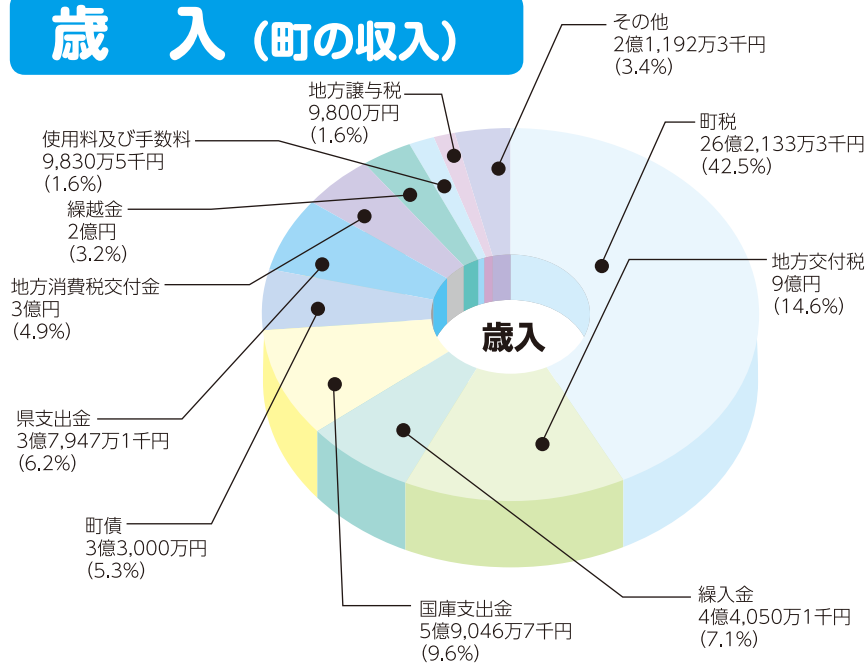 歳 入 (町の収入)
その他
2億1,192万3千円
(3.4%)
町税
26億2,133万3千円
(42.5%)
地方交付税
9億円
(14.6%)
繰入金
4億4,050万1千円
(7.1%)
国庫支出金
5億9,046万7千円
(9.6%)
町債
3億3,000万円
(5.3%)
県支出金
3億7,947万1千円
(6.2%)
地方消費税交付金
3億円
(4.9%)
繰越金
2億円
(3.2%)
使用料及び手数料
9,830万5千円
(1.6%)
地方譲与税
9,800万円
(1.6%)
歳入